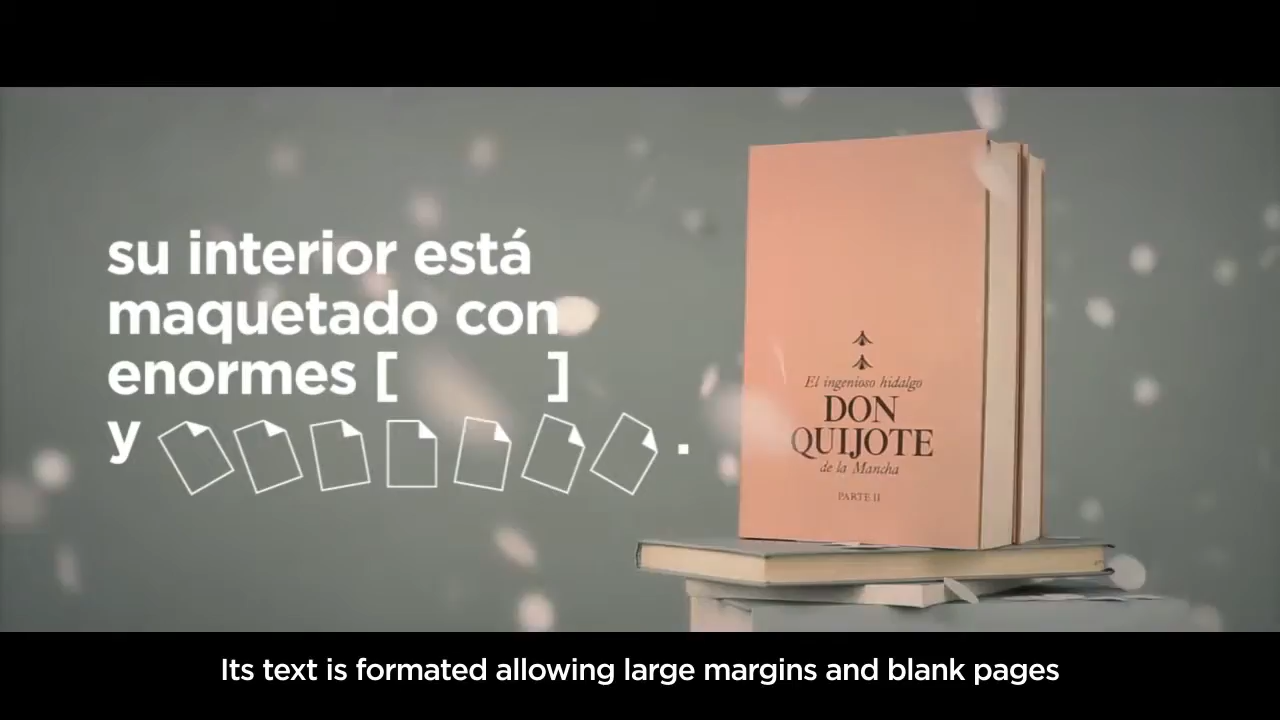 su interior está
maquetado con
enormes [ ]
y .
El ingenioso hidalgo
DON
QUIJOTE
de la Mancha
PARTE II
Its text is formated allowing large margins and blank pages